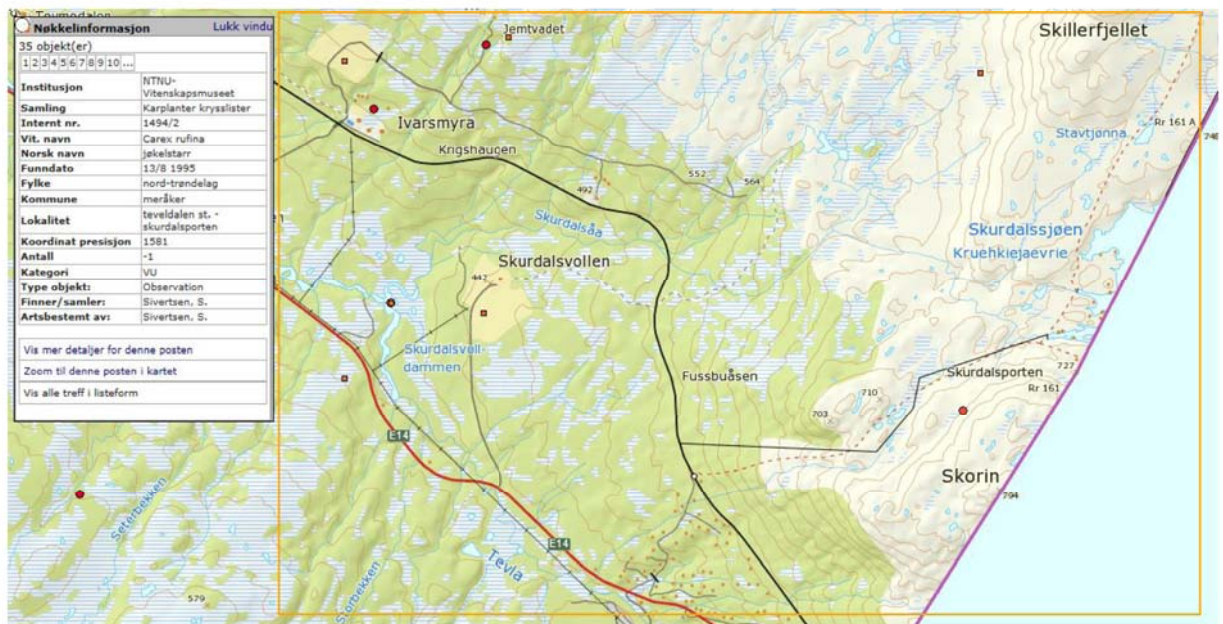 Nøkkelinformasjon Lukk vindu
35 objekt(er)
1 2 3 4 5 6 7 8 9 10 ...
Institusjon NTNU-
Vitenskapsmuseet
Samling Karplanter krysslister
Internt nr. 1494/2
Vit. navn Carex rufina
Norsk navn jøkelstarr
Funndato 13/8 1995
Fylke nord-trøndelag
Kommune meråker
Lokalitet teveldalen st. -
skurdalsporten
Koordinat presisjon 1581
Antall -1
Kategori VU
Type objekt: Observation
Finner/samler: Sivertsen, S.
Artsbestemt av: Sivertsen, S.
Vis mer detaljer for denne posten
Zoom til denne posten i kartet
Vis alle treff i listeform
Jemtvadet
Skillerfjellet
Ivarsmyra
Rr 161 A
Stavtjønna
746
Krigshaugen
552
564
492
Skurdalsåa
Skurdalssjøen
Kruehkiejaevrie
Skurdalsvollen
442
Skurdalsvoll-
dammen
Fussbuåsen
Skurdalsporten
727
Rr 161
710
703
E14
Skorin
794
Seterbekken
E14
Tevla
Storbekken
579